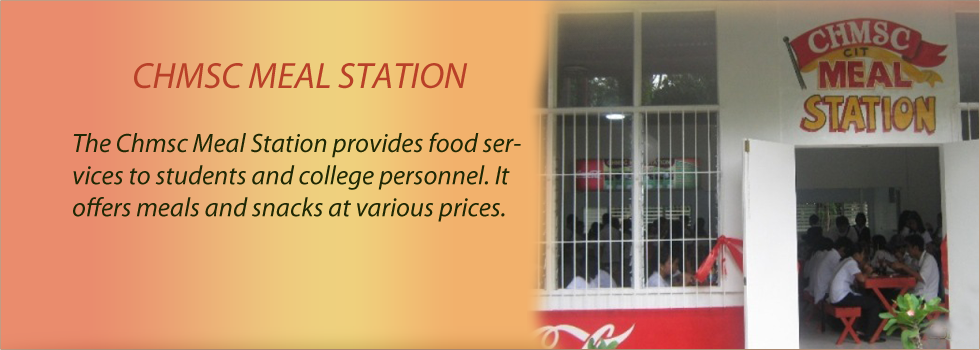 CHMSC MEAL STATION
The Chmsc Meal Station provides food ser-
vices to students and college personnel. It
offers meals and snacks at various prices.
CHMSC
CIT
MEAL
STATION